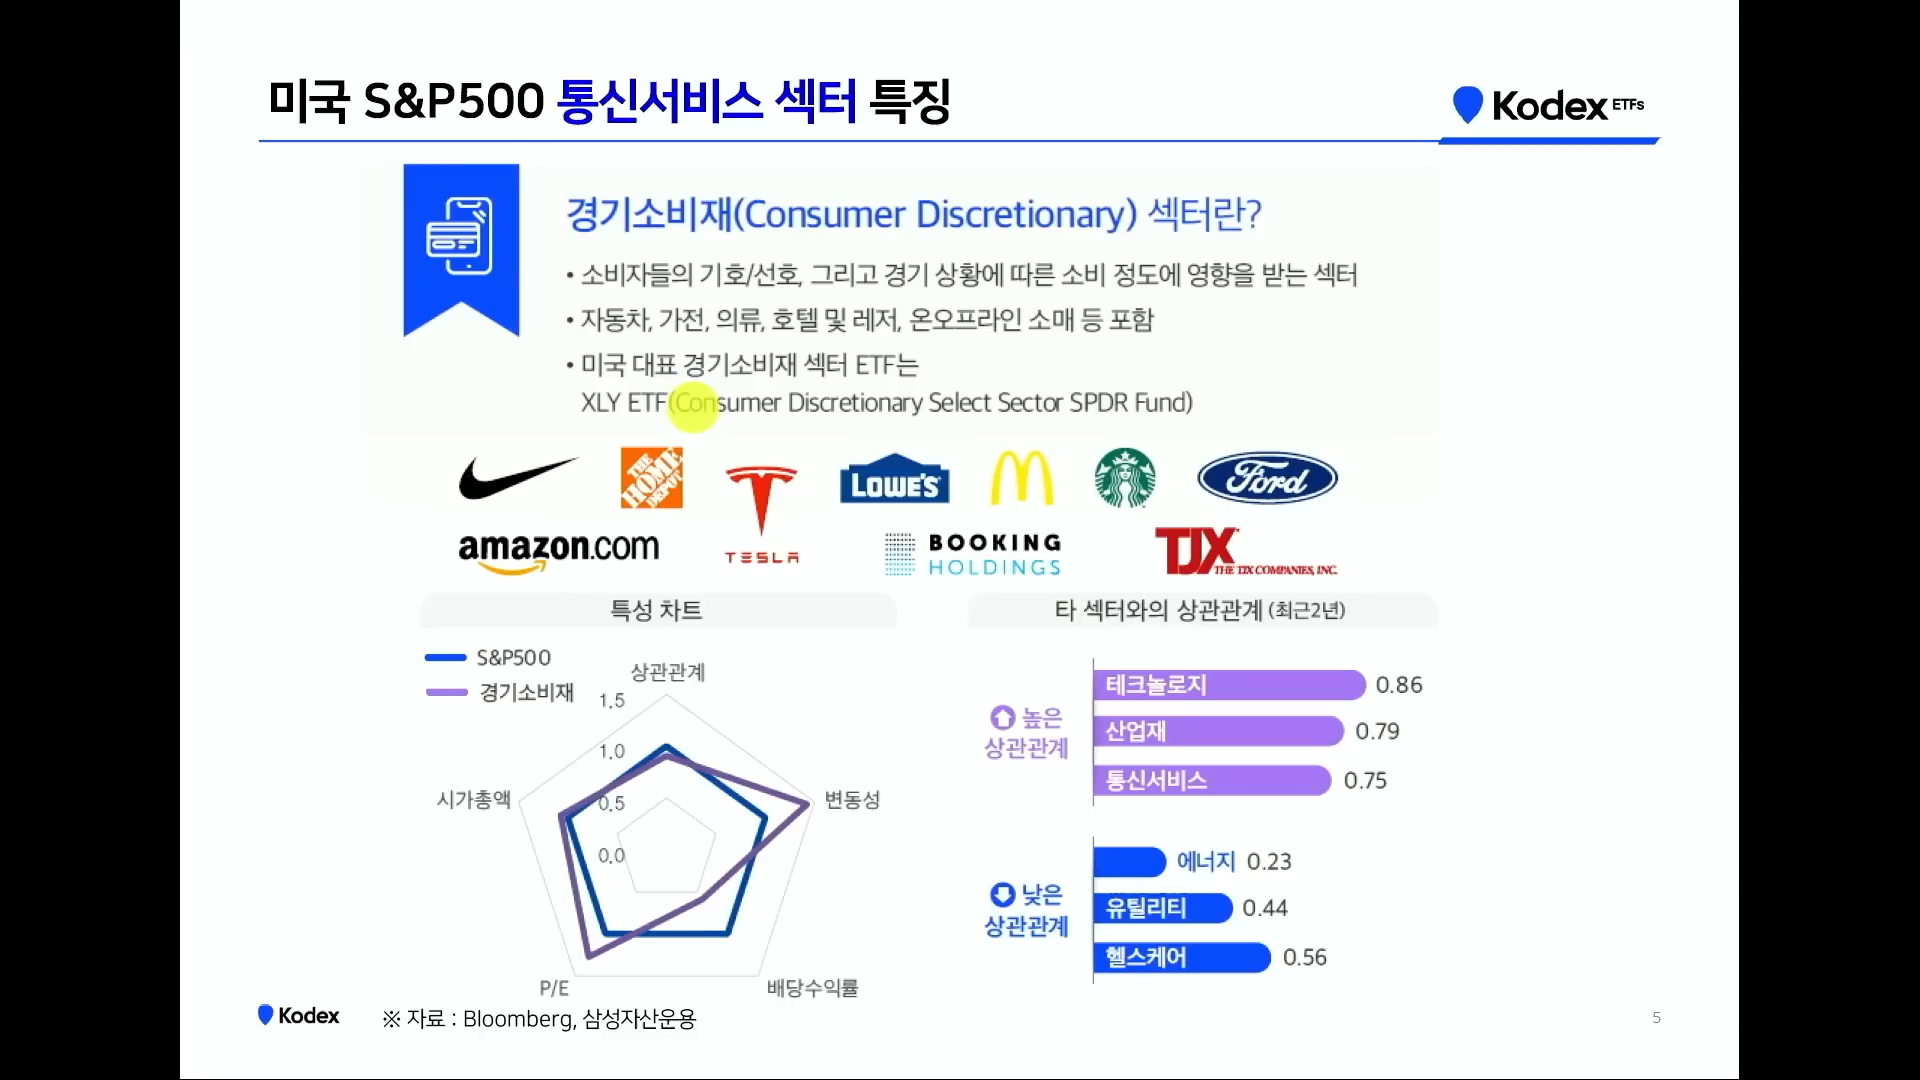 미국 S&P500 통신서비스 섹터 특징
Kodex ETFs
경기소비재(Consumer Discretionary) 섹터란?
• 소비자들의 기호/선호, 그리고 경기 상황에 따른 소비 정도에 영향을 받는 섹터
• 자동차, 가전, 의류, 호텔 및 레저, 온오프라인 소매 등 포함
• 미국 대표 경기소비재 섹터 ETF는
XLY ETF(Consumer Discretionary Select Sector SPDR Fund)
THE HOME DEPOT
LOWE'S
Ford
amazon.com
TESLA
BOOKING
HOLDINGS
TJX
THE TJX COMPANIES, INC.
특성 차트
S&P500
경기소비재
상관관계
1.5
1.0
0.5
0.0
시가총액
변동성
P/E
배당수익률
타 섹터와의 상관관계 (최근2년)
높은
상관관계
테크놀로지 0.86
산업재 0.79
통신서비스 0.75
낮은
상관관계
에너지 0.23
유틸리티 0.44
헬스케어 0.56
Kodex
※ 자료 : Bloomberg, 삼성자산운용
5